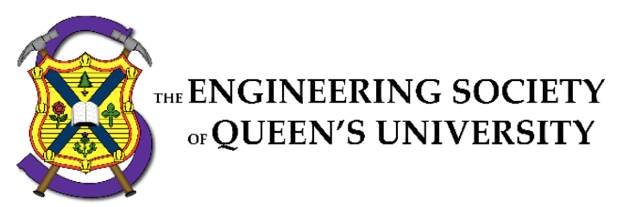 THE ENGINEERING SOCIETY
OF QUEEN'S UNIVERSITY